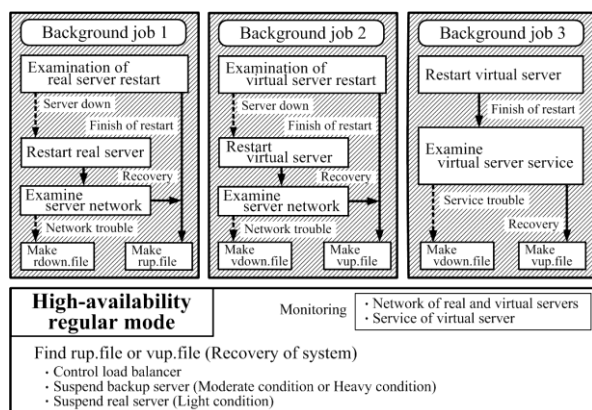 Background job 1
Examination of
real server restart
Server down
Finish of restart
Restart real server
Recovery
Examine
server network
Network trouble
Make
rdown.file
Make
rup.file
Background job 2
Examination of
virtual server restart
Server down
Finish of restart
Restart
virtual server
Recovery
Examine
server network
Network trouble
Make
vdown.file
Make
vup.file
Background job 3
Restart virtual server
Finish of restart
Examine
virtual server service
Service trouble
Recovery
Make
vdown.file
Make
vup.file
High-availability
regular mode
Monitoring
· Network of real and virtual servers
· Service of virtual server
Find rup.file or vup.file (Recovery of system)
· Control load balancer
· Suspend backup server (Moderate condition or Heavy condition)
· Suspend real server (Light condition)